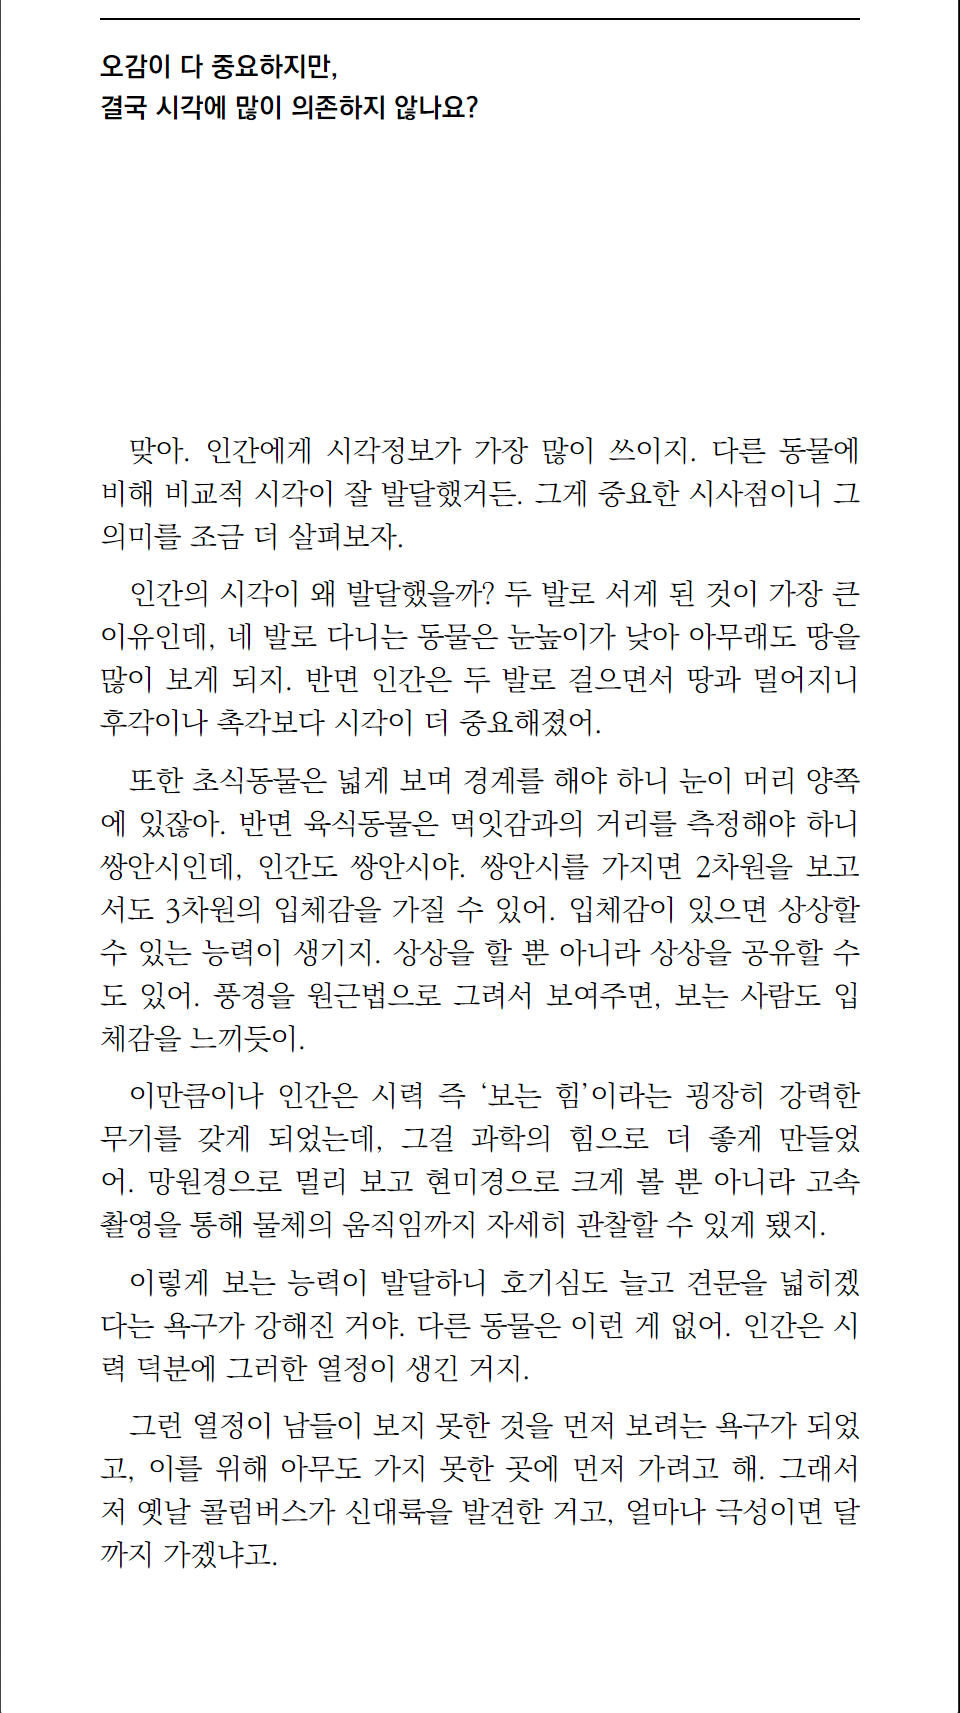 오감이 다 중요하지만,
결국 시각에 많이 의존하지 않나요?
맞아. 인간에게 시각정보가 가장 많이 쓰이지. 다른 동물에
비해 비교적 시각이 잘 발달했거든. 그게 중요한 시사점이니 그
의미를 조금 더 살펴보자.
인간의 시각이 왜 발달했을까? 두 발로 서게 된 것이 가장 큰
이유인데, 네 발로 다니는 동물은 눈높이가 낮아 아무래도 땅을
많이 보게 되지. 반면 인간은 두 발로 걸으면서 땅과 멀어지니
후각이나 촉각보다 시각이 더 중요해졌어.
또한 초식동물은 넓게 보며 경계를 해야 하니 눈이 머리 양쪽
에 있잖아. 반면 육식동물은 먹잇감과의 거리를 측정해야 하니
쌍안시인데, 인간도 쌍안시야. 쌍안시를 가지면 2차원을 보고
서도 3차원의 입체감을 가질 수 있어. 입체감이 있으면 상상할
수 있는 능력이 생기지. 상상을 할 뿐 아니라 상상을 공유할 수
도 있어. 풍경을 원근법으로 그려서 보여주면, 보는 사람도 입
체감을 느끼듯이.
이만큼이나 인간은 시력 즉 ‘보는 힘’이라는 굉장히 강력한
무기를 갖게 되었는데, 그걸 과학의 힘으로 더 좋게 만들었
어. 망원경으로 멀리 보고 현미경으로 크게 볼 뿐 아니라 고속
촬영을 통해 물체의 움직임까지 자세히 관찰할 수 있게 됐지.
이렇게 보는 능력이 발달하니 호기심도 늘고 견문을 넓히겠
다는 욕구가 강해진 거야. 다른 동물은 이런 게 없어. 인간은 시
력 덕분에 그러한 열정이 생긴 거지.
그런 열정이 남들이 보지 못한 것을 먼저 보려는 욕구가 되었
고, 이를 위해 아무도 가지 못한 곳에 먼저 가려고 해. 그래서
저 옛날 콜럼버스가 신대륙을 발견한 거고, 얼마나 극성이면 달
까지 가겠냐고.